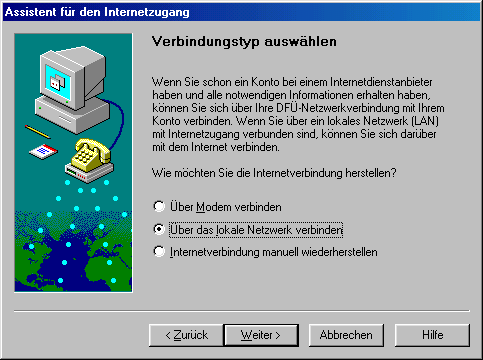 Assistent für den Internetzugang
Verbindungstyp auswählen
Wenn Sie schon ein Konto bei einem Internetdienstanbieter
haben und alle notwendigen Informationen erhalten haben,
können Sie sich über Ihre DFÜ-Netzwerkverbindung mit Ihrem
Konto verbinden. Wenn Sie über ein lokales Netzwerk (LAN)
mit Internetzugang verbunden sind, können Sie sich darüber
mit dem Internet verbinden.
Wie möchten Sie die Internetverbindung herstellen?
Über Modem verbinden
Über das lokale Netzwerk verbinden
Internetverbindung manuell wiederherstellen
< Zurück
Weiter >
Abbrechen
Hilfe